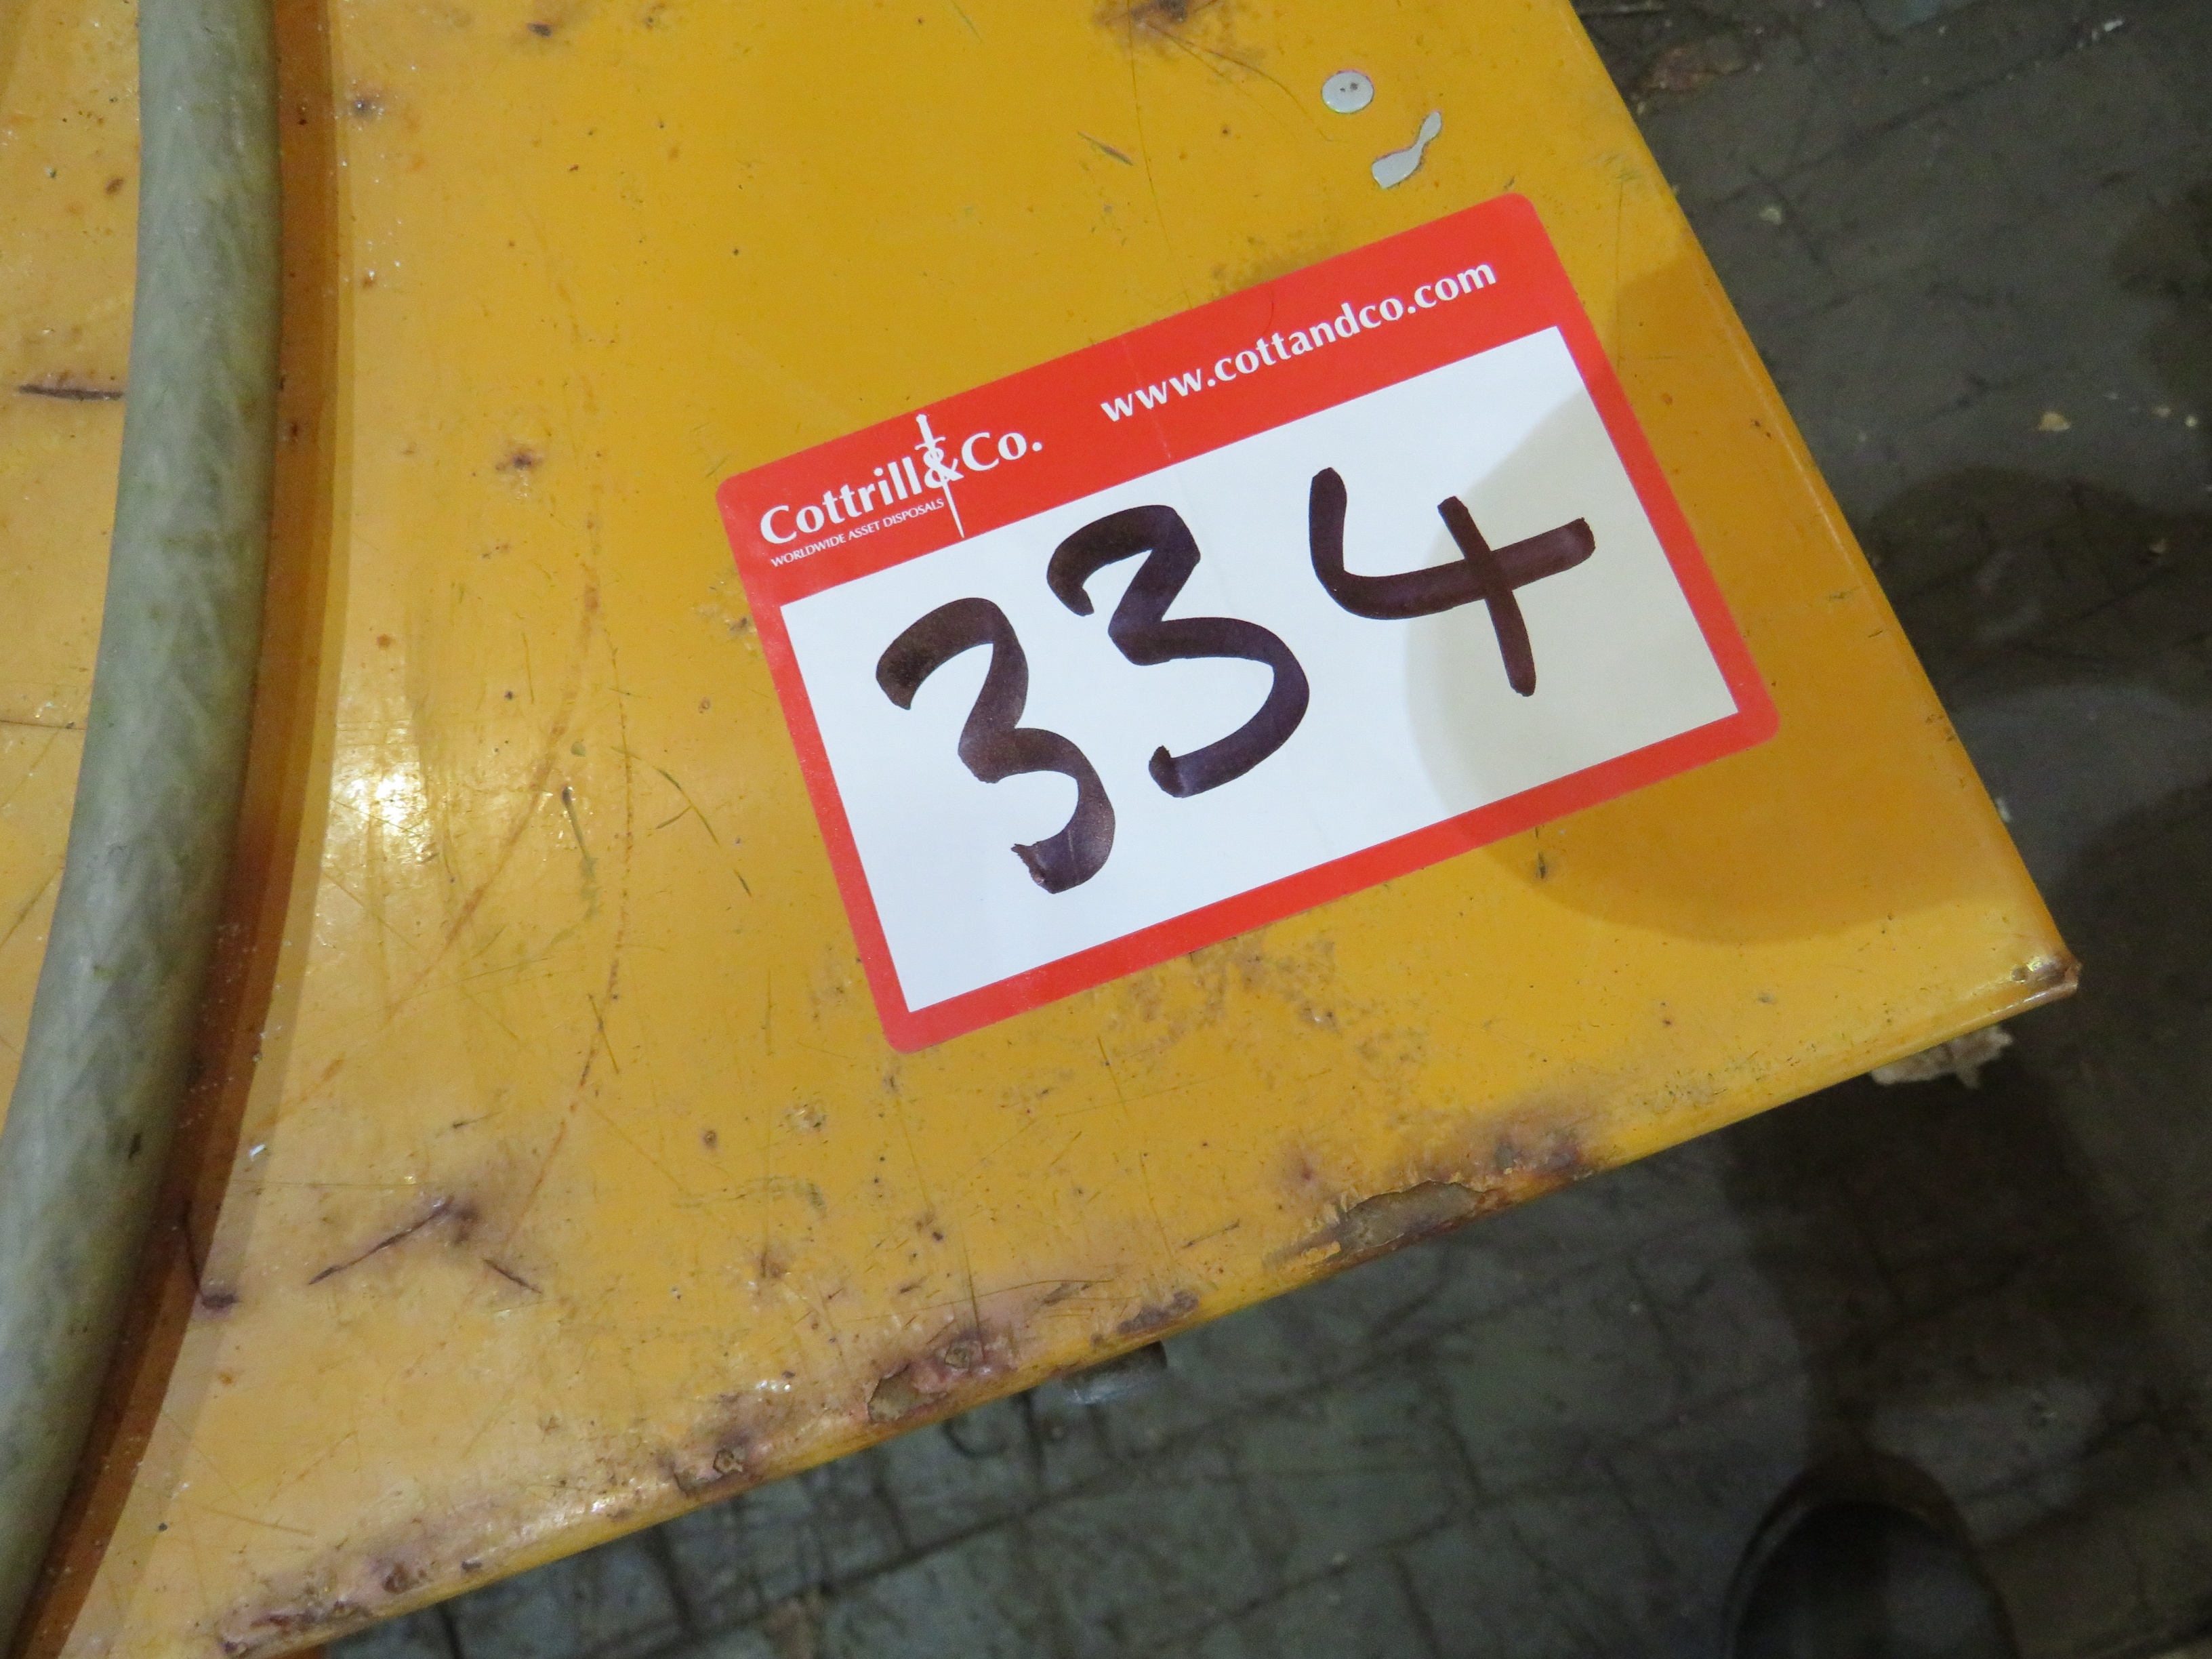 Cottrill&Co. www.cottandco.com
WORLDWIDE ASSET DISPOSALS
334